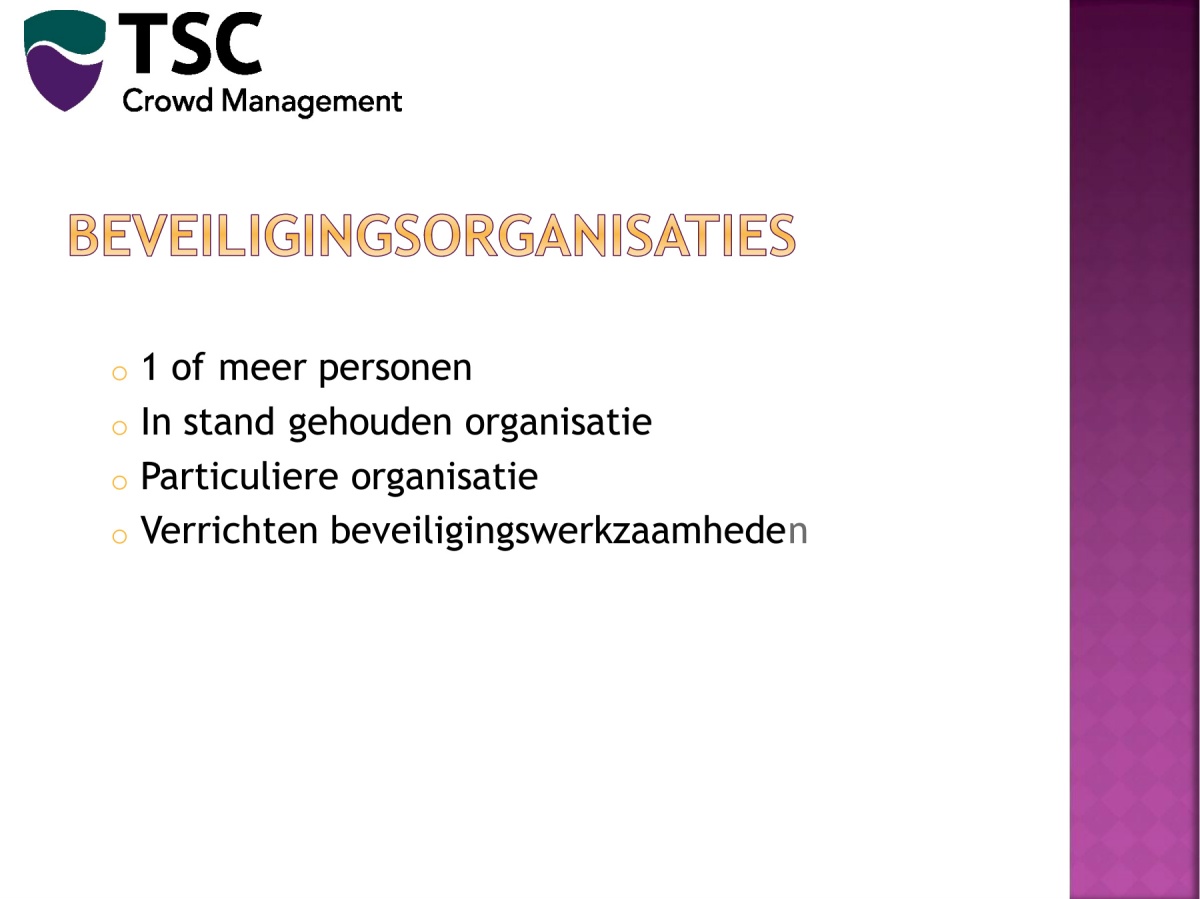 TSC
Crowd Management
BEVEILIGINGSORGANISATIES
o 1 of meer personen
o In stand gehouden organisatie
o Particuliere organisatie
o Verrichten beveiligingswerkzaamheden